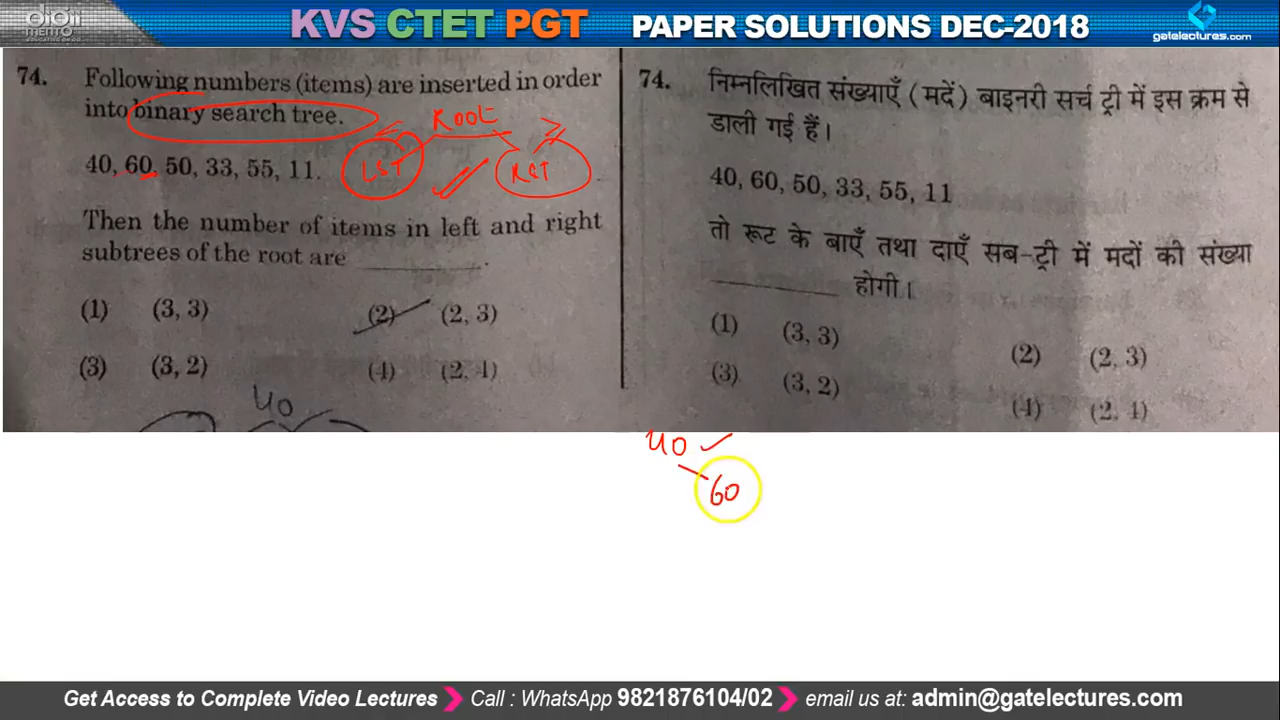 digii
MENTO
KVS CTET PGT PAPER SOLUTIONS DEC-2018
gatelectures.com
74. Following numbers (items) are inserted in order
into binary search tree.
40, 60, 50, 33, 55, 11.
Then the number of items in left and right
subtrees of the root are ________.
(1) (3, 3) (2) (2, 3)
(3) (3, 2) (4) (2, 4)
ROOT
< >
LST RST
40
74. निम्नलिखित संख्याएँ (मदें) बाइनरी सर्च ट्री में इस क्रम से
डाली गई हैं।
40, 60, 50, 33, 55, 11
तो रूट के बाएँ तथा दाएँ सब-ट्री में मदों की संख्या
________ होगी।
(1) (3, 3)
(2) (2, 3)
(3) (3, 2)
(4) (2, 4)
40
60
Get Access to Complete Video Lectures Call : WhatsApp 9821876104/02 email us at: admin@gatelectures.com